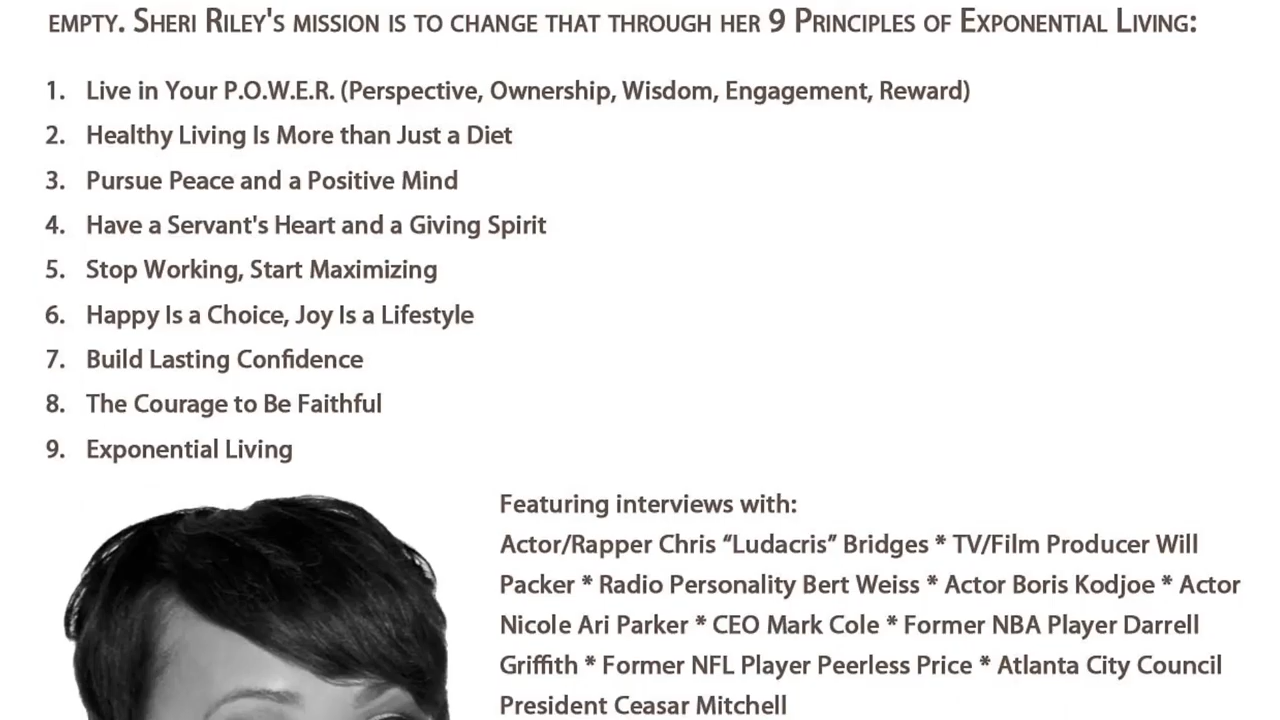 EMPTY. SHERI RILEY'S MISSION IS TO CHANGE THAT THROUGH HER 9 PRINCIPLES OF EXPONENTIAL LIVING:
1. Live in Your P.O.W.E.R. (Perspective, Ownership, Wisdom, Engagement, Reward)
2. Healthy Living Is More than Just a Diet
3. Pursue Peace and a Positive Mind
4. Have a Servant's Heart and a Giving Spirit
5. Stop Working, Start Maximizing
6. Happy Is a Choice, Joy Is a Lifestyle
7. Build Lasting Confidence
8. The Courage to Be Faithful
9. Exponential Living
Featuring interviews with:
Actor/Rapper Chris “Ludacris” Bridges * TV/Film Producer Will
Packer * Radio Personality Bert Weiss * Actor Boris Kodjoe * Actor
Nicole Ari Parker * CEO Mark Cole * Former NBA Player Darrell
Griffith * Former NFL Player Peerless Price * Atlanta City Council
President Ceasar Mitchell